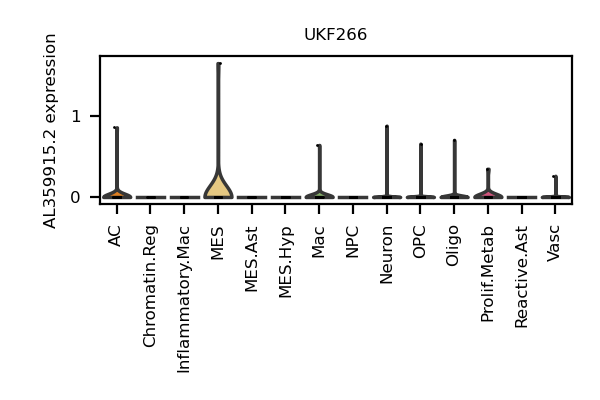 UKF266
AL359915.2 expression
1
0
AC
Chromatin.Reg
Inflammatory.Mac
MES
MES.Ast
MES.Hyp
Mac
NPC
Neuron
OPC
Oligo
Prolif.Metab
Reactive.Ast
Vasc